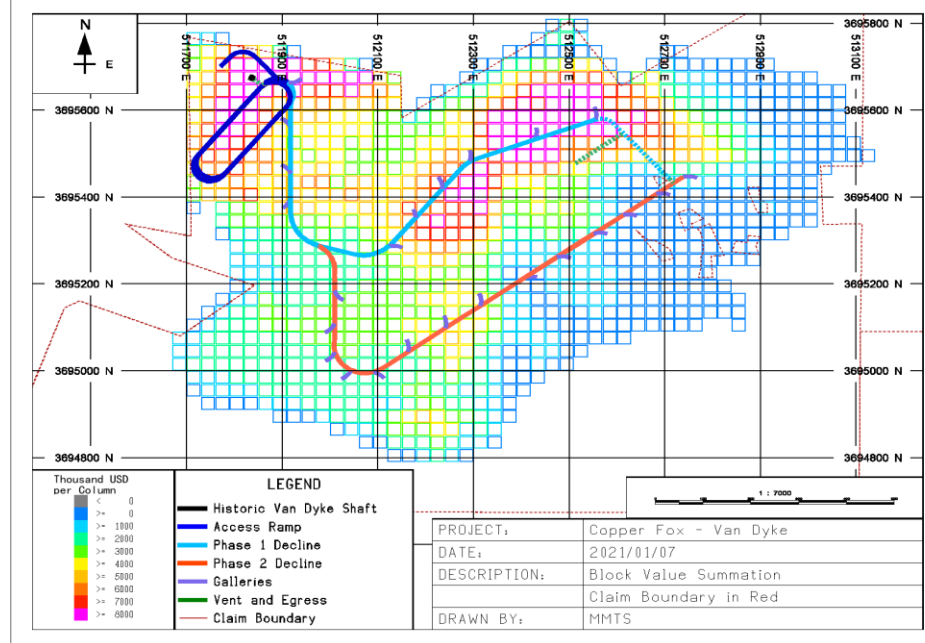 N
E
511700 E
511900 E
512100 E
512300 E
512500 E
512700 E
512900 E
513100 E
3695800 N
3695600 N
3695600 N
3695400 N
3695400 N
3695200 N
3695200 N
3695000 N
3695000 N
3694800 N
3694800 N
Thousand USD
per Column
< 0
>= 0
>= 1000
>= 2000
>= 3000
>= 4000
>= 5000
>= 6000
>= 7000
>= 8000
LEGEND
Historic Van Dyke Shaft
Access Ramp
Phase 1 Decline
Phase 2 Decline
Galleries
Vent and Egress
Claim Boundary
1 : 7000
PROJECT: Copper Fox - Van Dyke
DATE: 2021/01/07
DESCRIPTION: Block Value Summation
Claim Boundary in Red
DRAWN BY: MMTS